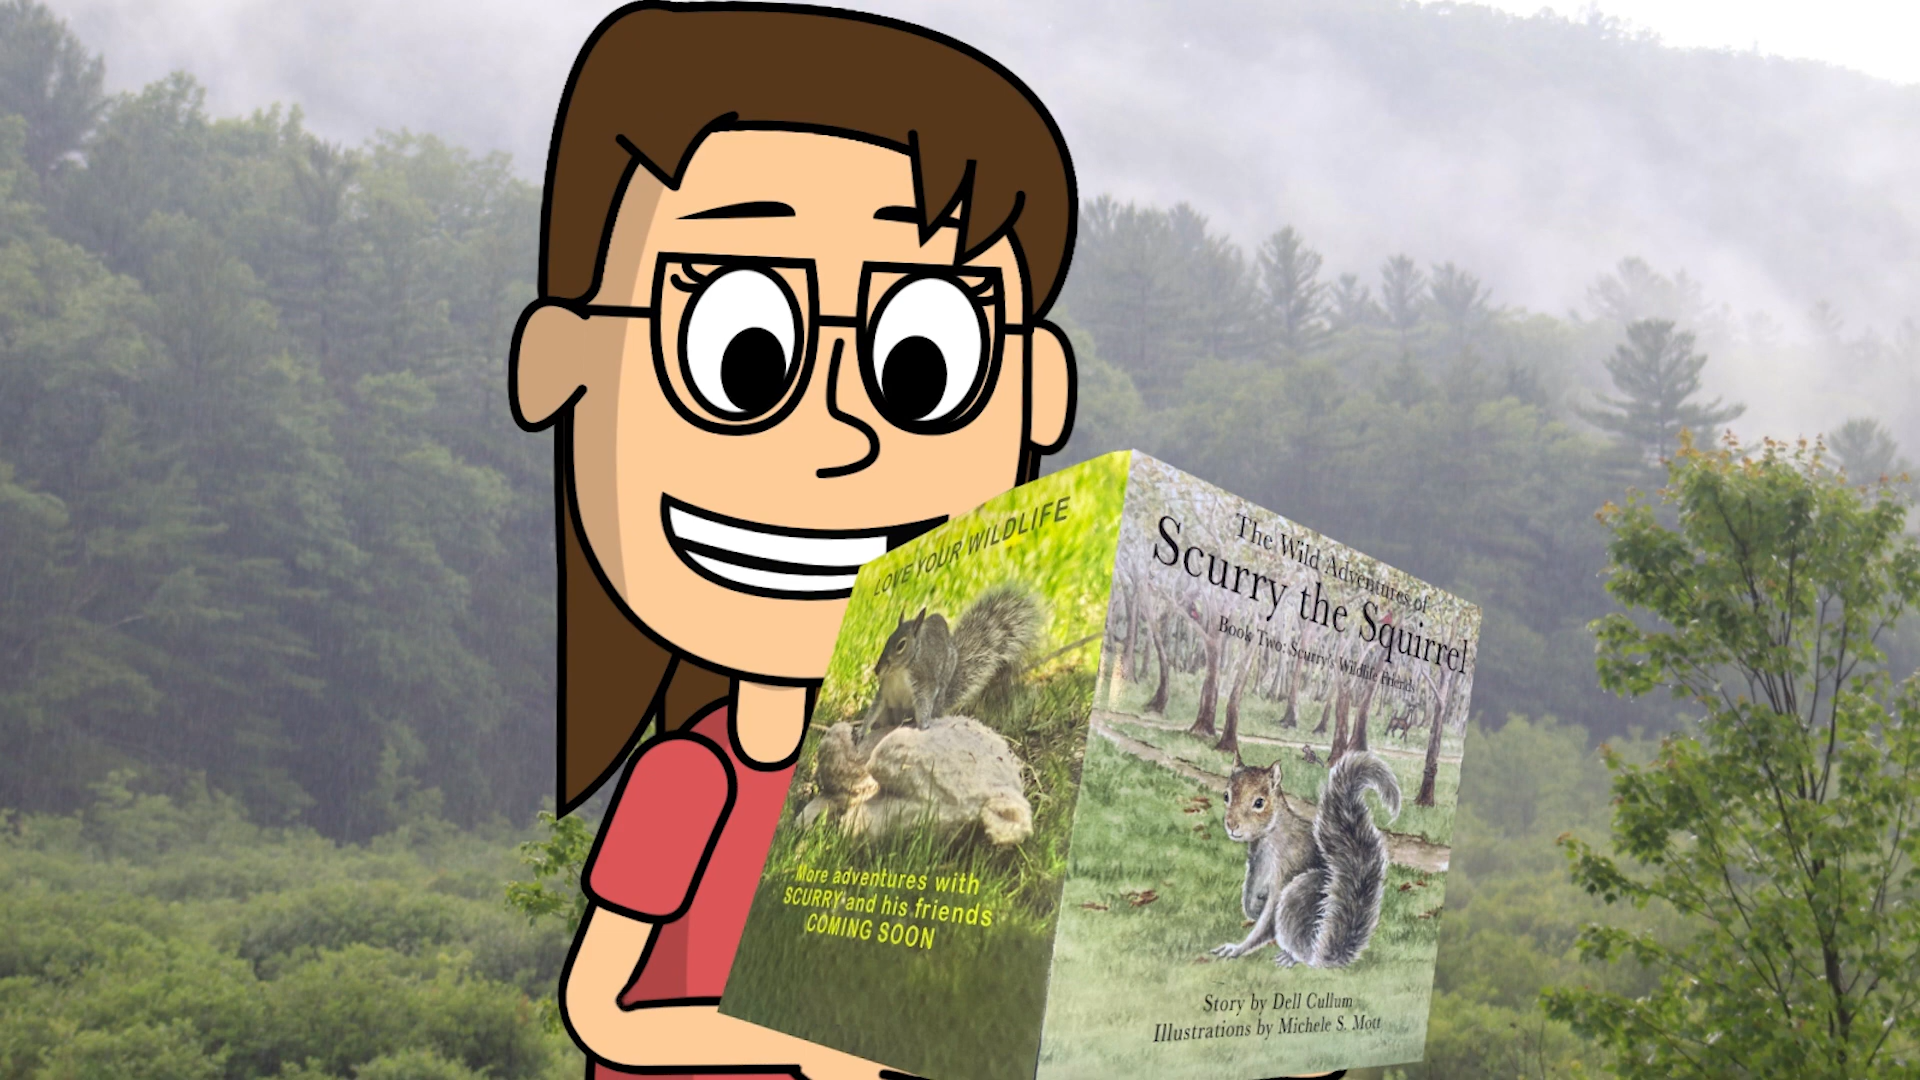 LOVE YOUR WILDLIFE
More adventures with
SCURRY and his friends
COMING SOON
The Wild Adventures of
Scurry the Squirrel
Book Two: Scurry's Wildlife Friends
Story by Dell Cullum
Illustrations by Michele S. Mott